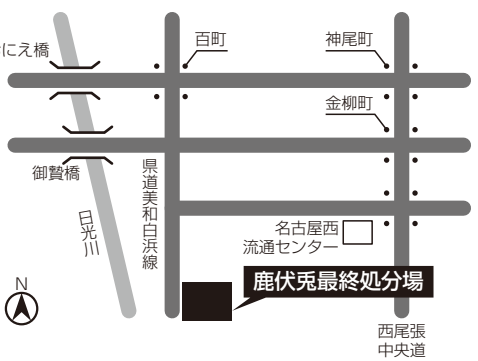 にえ橋
百町
神尾町
金柳町
御贄橋
県道美和白浜線
日光川
名古屋西
流通センター
鹿伏兎最終処分場
N
西尾張
中央道